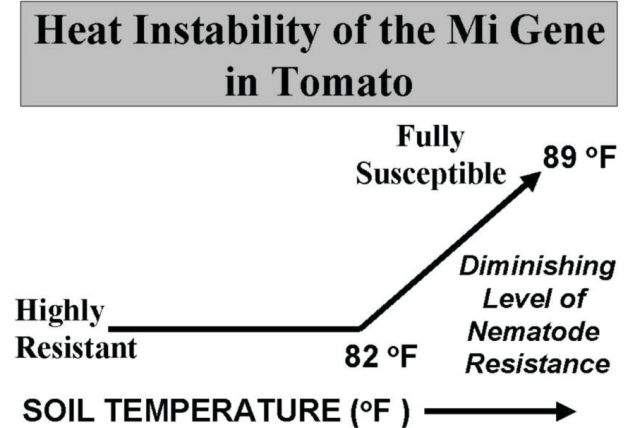 Heat Instability of the Mi Gene
in Tomato
Fully
Susceptible
89 °F
Highly
Resistant
82 °F
Diminishing
Level of
Nematode
Resistance
SOIL TEMPERATURE (°F )